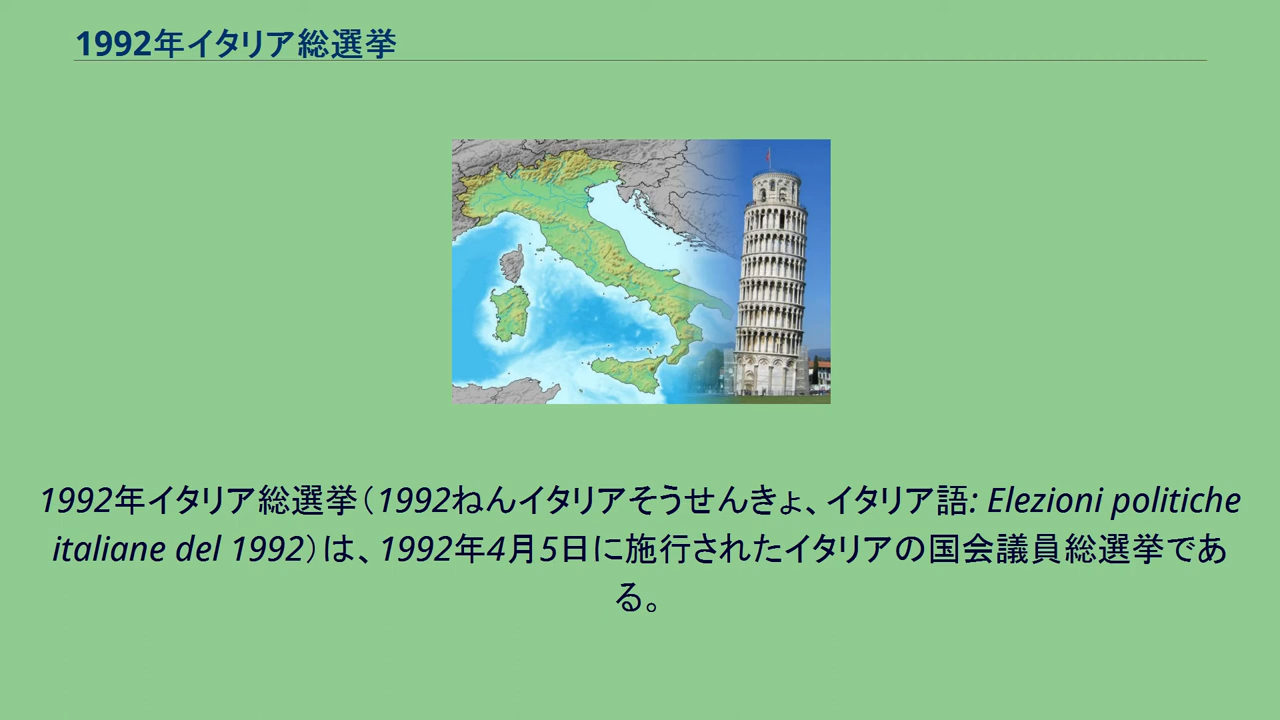 1992年イタリア総選挙
1992年イタリア総選挙（1992ねんイタリアそうせんきょ、イタリア語: Elezioni politiche
italiane del 1992）は、1992年4月5日に施行されたイタリアの国会議員総選挙であ
る。